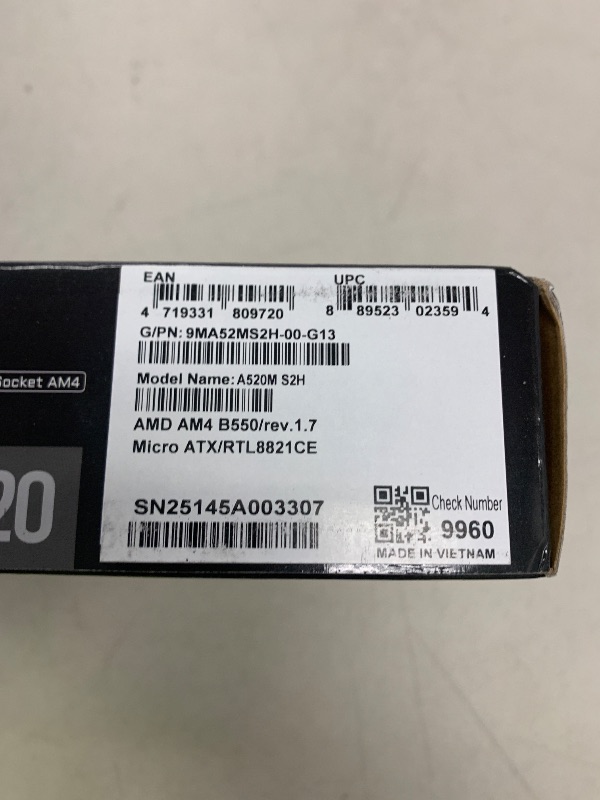 EAN
UPC
4 719331 809720
8 89523 02359 4
G/PN: 9MA52MS2H-00-G13
Model Name: A520M S2H
Socket AM4
AMD AM4 B550/rev.1.7
Micro ATX/RTL8821CE
20
SN25145A003307
Check Number
9960
MADE IN VIETNAM